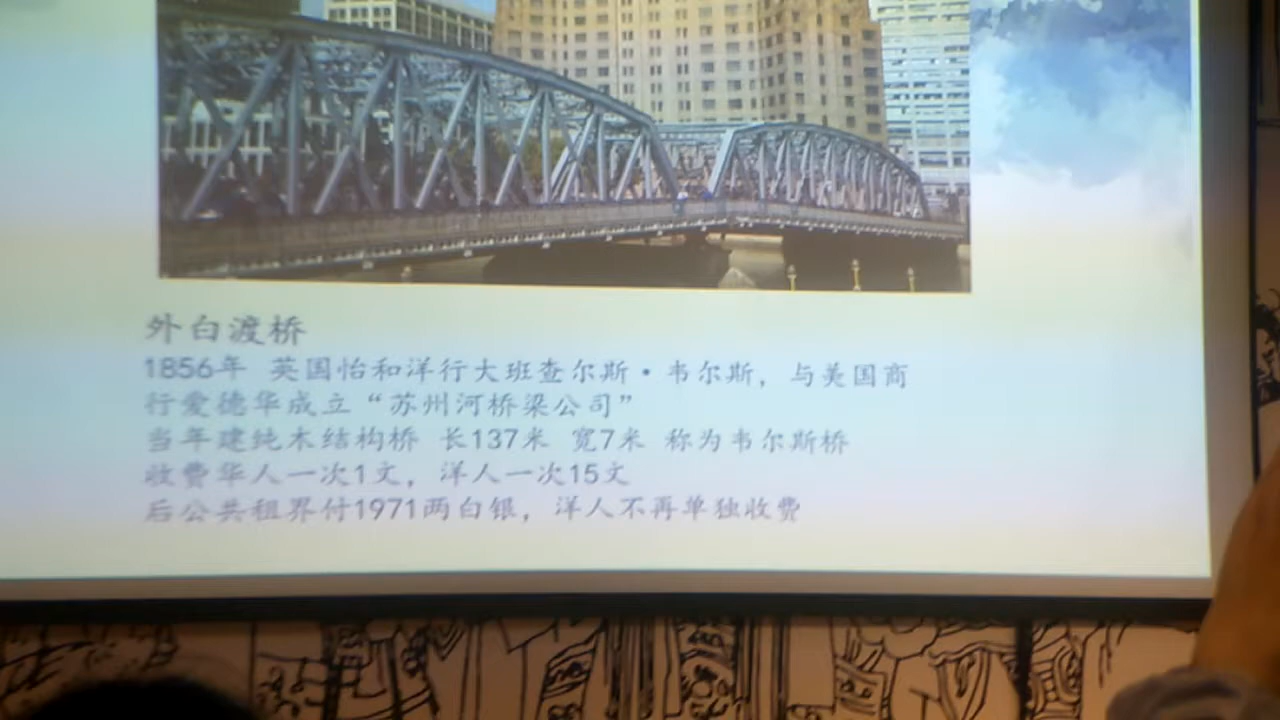 外白渡桥
1856年 英国怡和洋行大班查尔斯·韦尔斯，与美国商
行爱德华成立“苏州河桥梁公司”
当年建纯木结构桥 长137米 宽7米 称为韦尔斯桥
收费华人一次1文，洋人一次15文
后公共租界付1971两白银，洋人不再单独收费